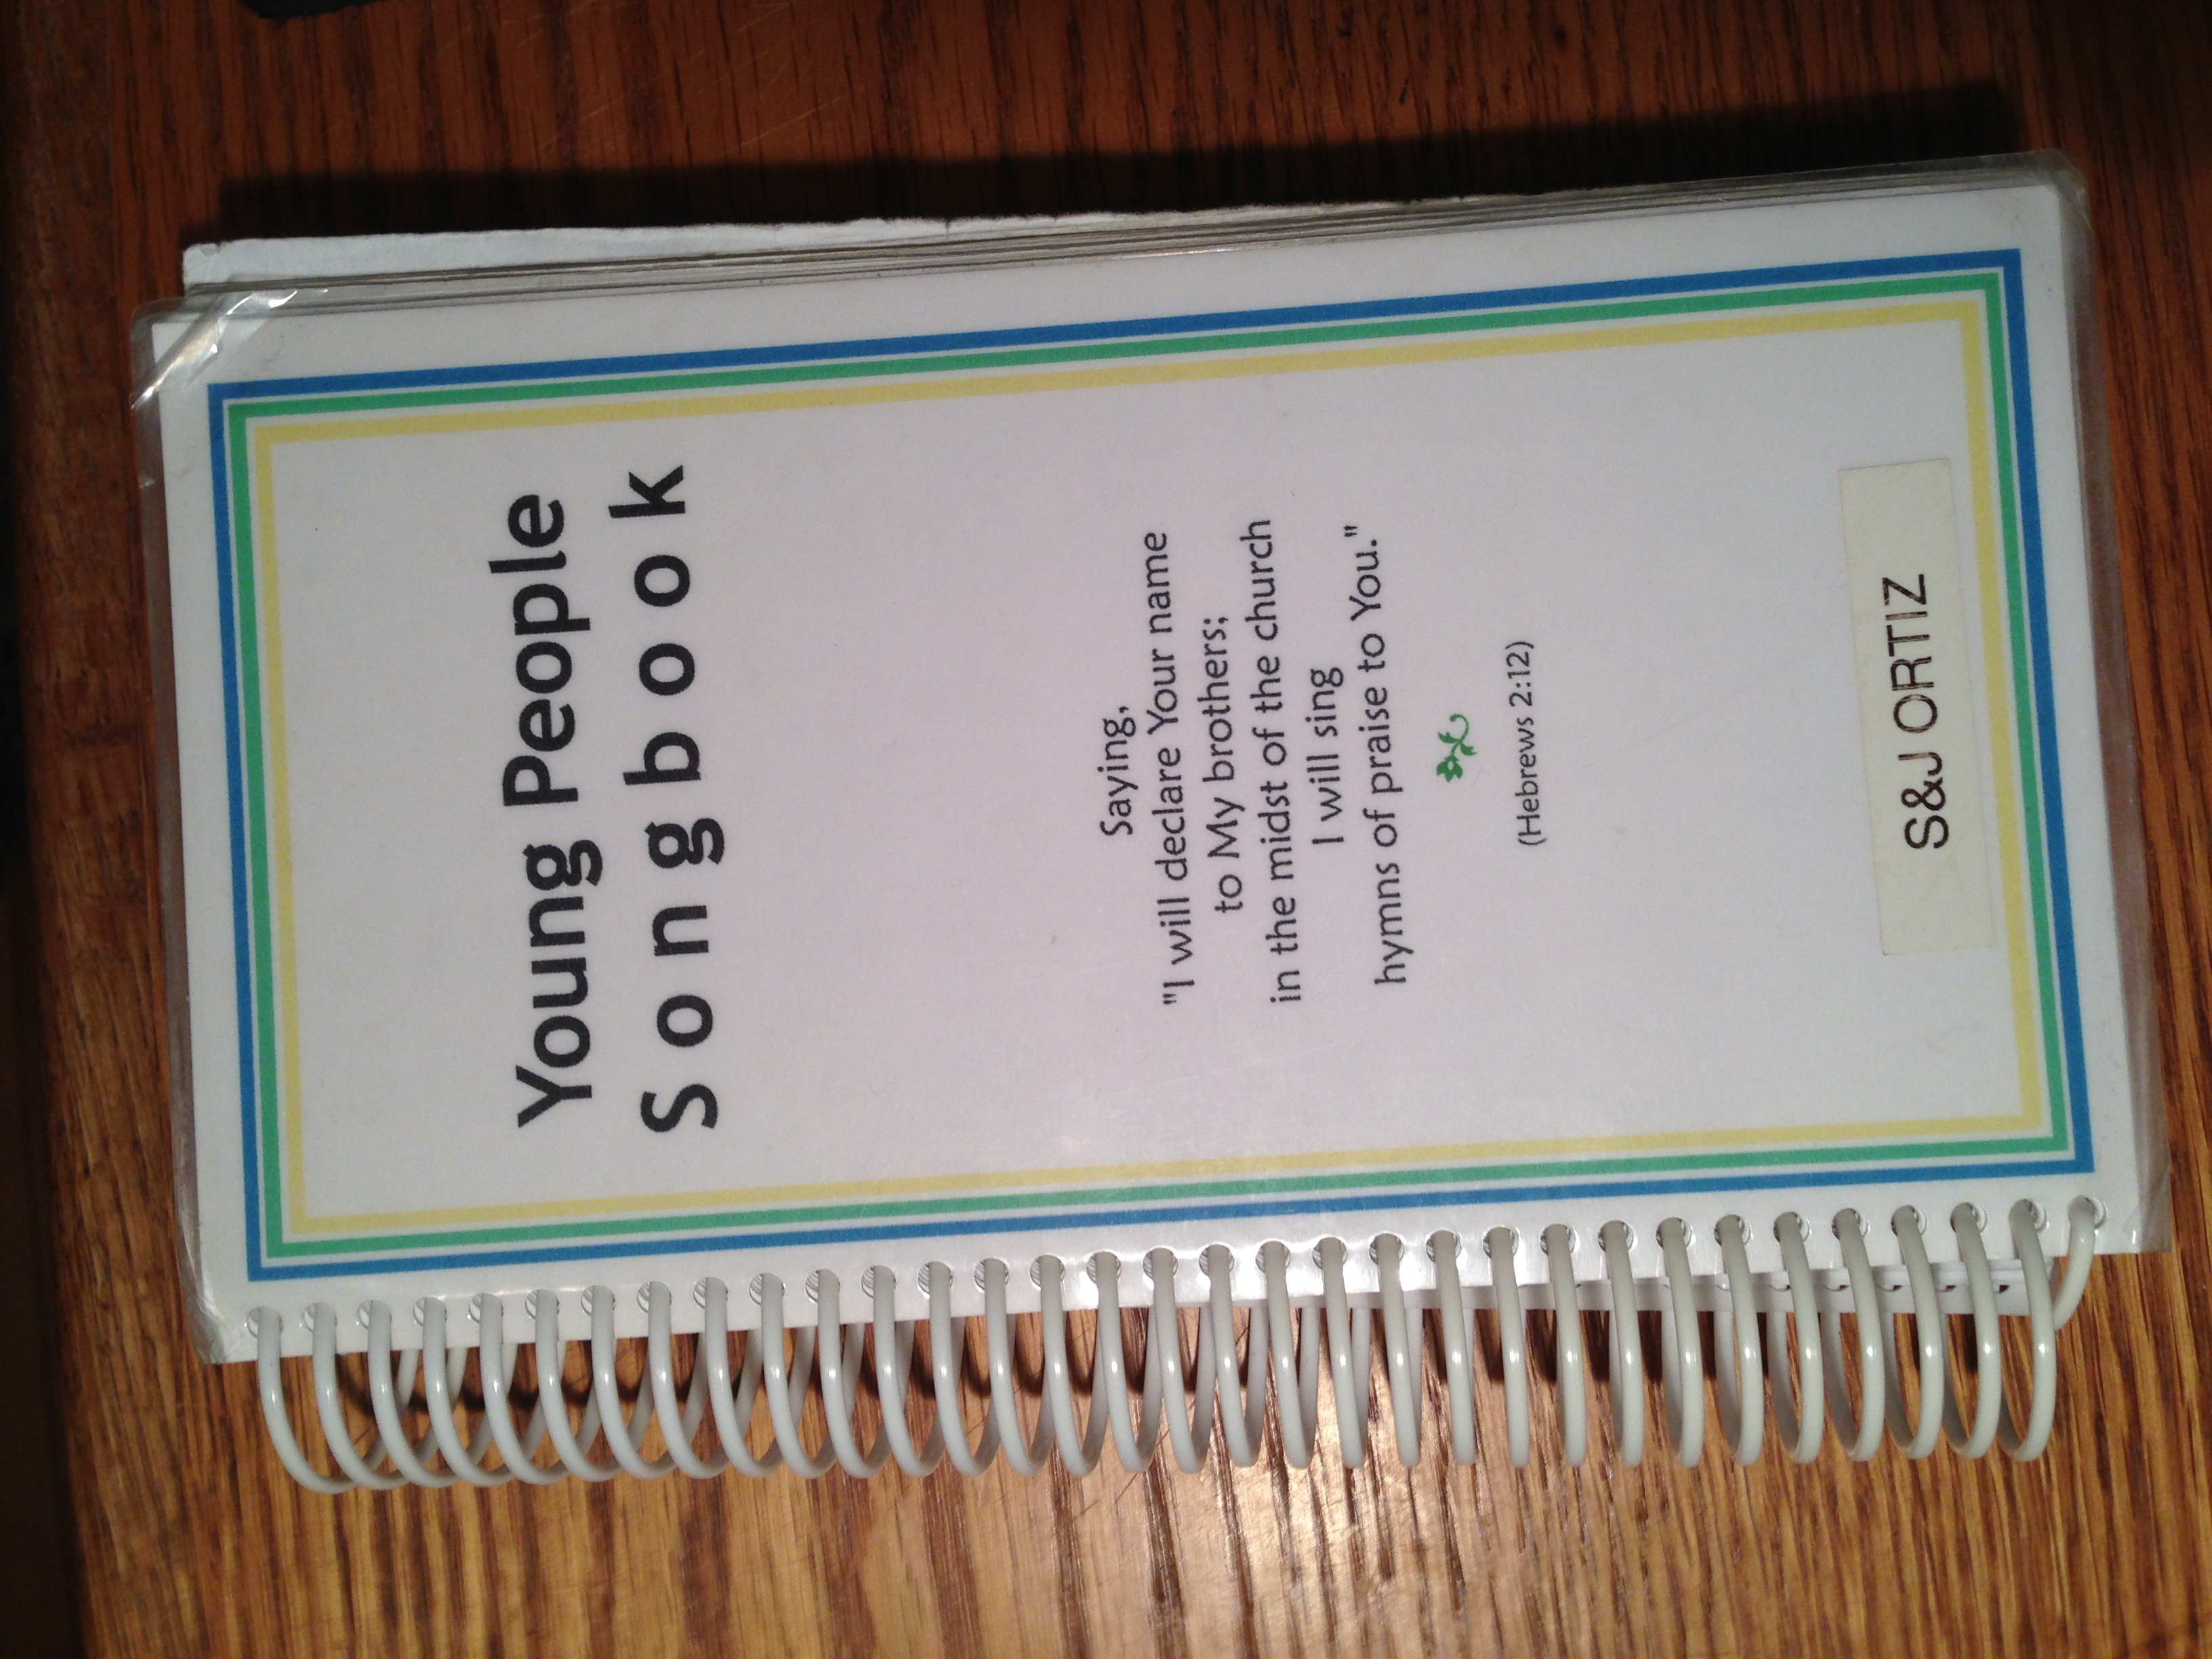 Young People
Songbook
Saying,
"I will declare Your name
to My brothers;
in the midst of the church
I will sing
hymns of praise to You."
(Hebrews 2:12)
S&J ORTIZ